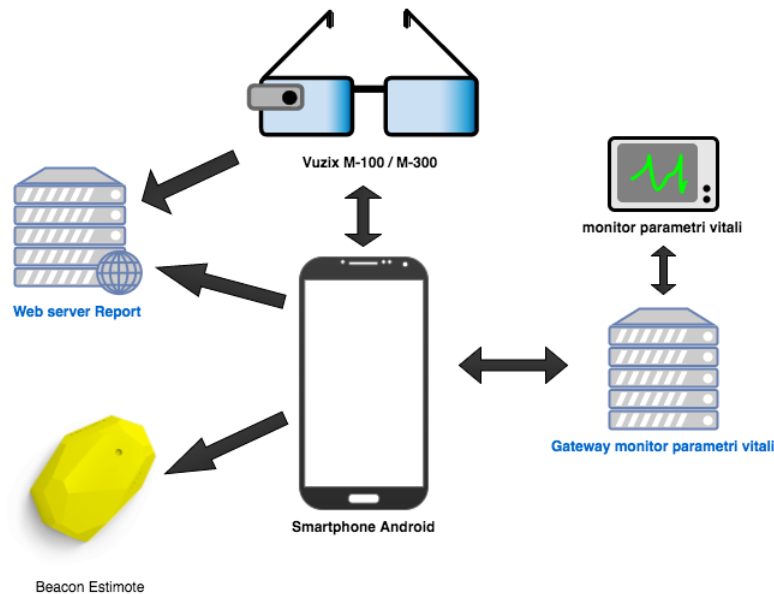 Vuzix M-100 / M-300
monitor parametri vitali
Web server Report
Gateway monitor parametri vitali
Smartphone Android
Beacon Estimote